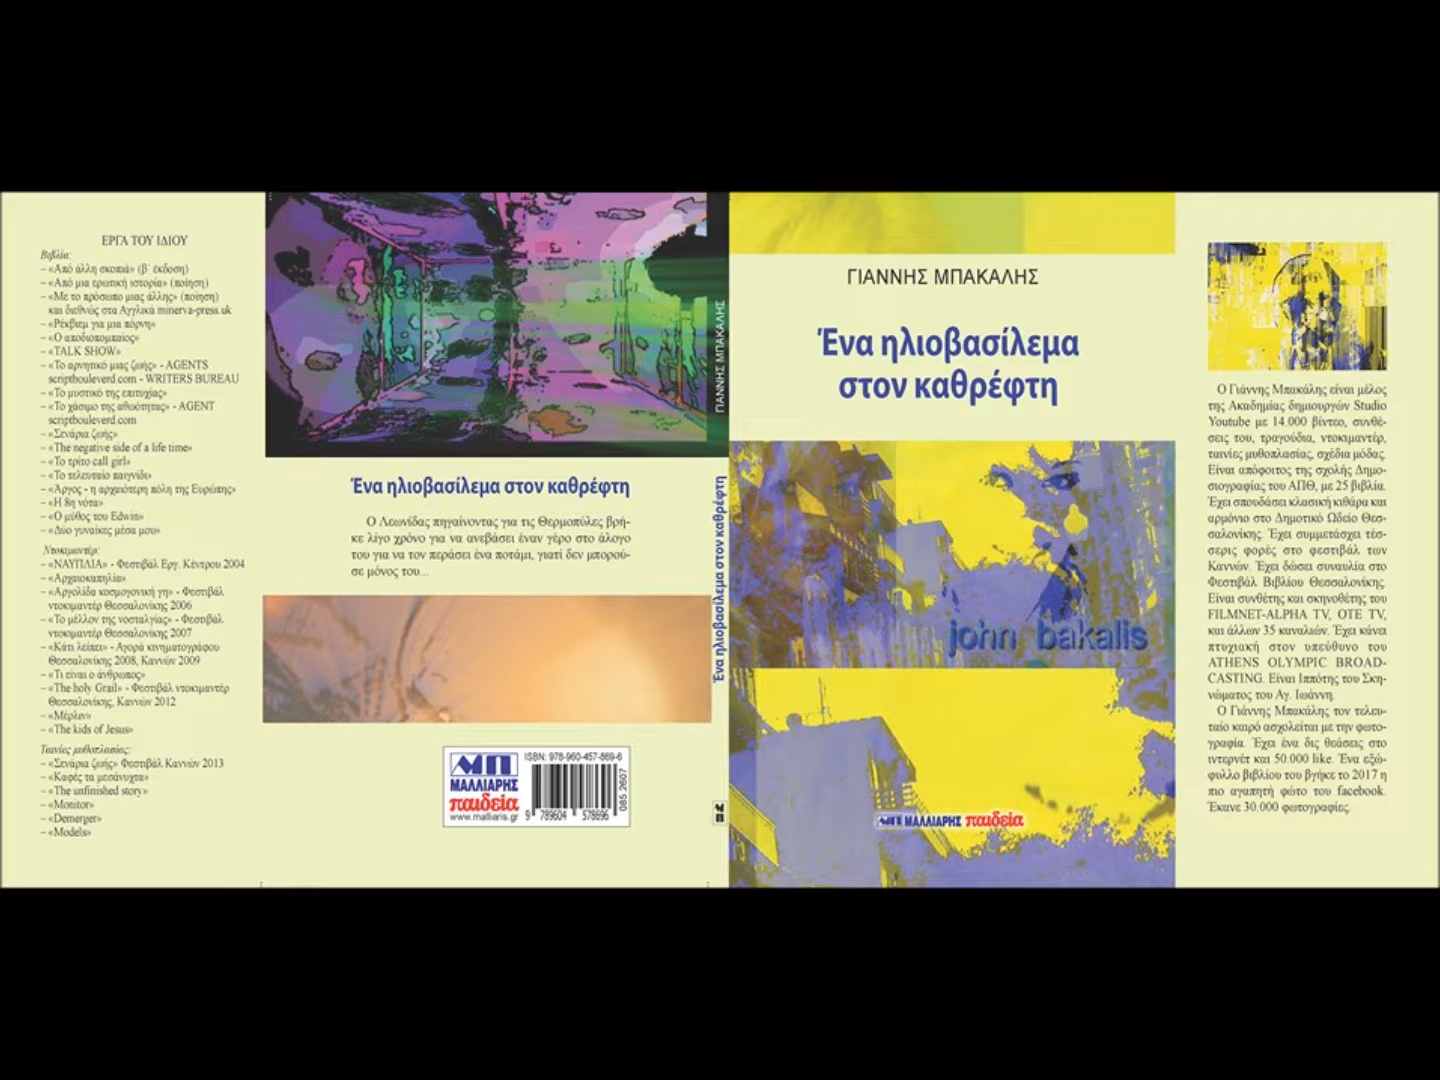 ΕΡΓΑ ΤΟΥ ΙΔΙΟΥ
Βιβλία:
– «Από άλλη σκοπιά» (β΄ έκδοση)
– «Από μια ερωτική ιστορία» (ποίηση)
– «Με το πρόσωπο μιας άλλης» (ποίηση)
και διεθνώς στα Αγγλικά minerva-press.uk
– «Ρέκβιεμ για μια πόρνη»
– «Ο αποδιοπομπαίος»
– «TALK SHOW»
– «Το αρνητικό μιας ζωής» - AGENTS
scriptbouleverd.com - WRITERS BUREAU
– «Το μυστικό της επιτυχίας»
– «Το χάσιμο της αθωότητας» - AGENT
scriptbouleverd.com
– «Σενάρια ζωής»
– «The negative side of a life time»
– «Το τρίτο call girl»
– «Το τελευταίο παιγνίδι»
– «Άργος - η αρχαιότερη πόλη της Ευρώπης»
– «Η 8η νότα»
– «Ο μύθος του Edwin»
– «Δύο γυναίκες μέσα μου»
Ντοκιμαντέρ:
– «ΝΑΥΠΛΙΑ» - Φεστιβάλ Εργ. Κέντρου 2004
– «Αρχαιοκαπηλία»
– «Αργολίδα κοσμογονική γη» - Φεστιβάλ
ντοκιμαντέρ Θεσσαλονίκης 2006
– «Το μέλλον της νοσταλγίας» - Φεστιβάλ
ντοκιμαντέρ Θεσσαλονίκης 2007
– «Κάτι λείπει» - Αγορά κινηματογράφου
Θεσσαλονίκης 2008, Καννών 2009
– «Τι είναι ο άνθρωπος»
– «The holy Grail» - Φεστιβάλ ντοκιμαντέρ
Θεσσαλονίκης, Καννών 2012
– «Μέρλιν»
– «The kids of Jesus»
Ταινίες μυθοπλασίας:
– «Σενάρια ζωής» Φεστιβάλ Καννών 2013
– «Καφές τα μεσάνυχτα»
– «The unfinished story»
– «Monitor»
– «Demerger»
– «Models»
Ένα ηλιοβασίλεμα στον καθρέφτη
Ο Λεωνίδας πηγαίνοντας για τις Θερμοπύλες βρή-
κε λίγο χρόνο για να ανεβάσει έναν γέρο στο άλογο
του για να τον περάσει ένα ποτάμι, γιατί δεν μπορού-
σε μόνος του...
ΜΠ
ΜΑΛΛΙΑΡΗΣ
παιδεία
www.malliaris.gr
ISBN: 978-960-457-869-6
9 789604 578696
085.2607
ΓΙΑΝΝΗΣ ΜΠΑΚΑΛΗΣ
Ένα ηλιοβασίλεμα στον καθρέφτη
ΓΙΑΝΝΗΣ ΜΠΑΚΑΛΗΣ
Ένα ηλιοβασίλεμα
στον καθρέφτη
john bakalis
ΜΠ ΜΑΛΛΙΑΡΗΣ παιδεία
Ο Γιάννης Μπακάλης είναι μέλος
της Ακαδημίας δημιουργών Studio
Youtube με 14.000 βίντεο, συνθέ-
σεις του, τραγούδια, ντοκιμαντέρ,
ταινίες μυθοπλασίας, σχέδια μόδας.
Είναι απόφοιτος της σχολής Δημο-
σιογραφίας του ΑΠΘ, με 25 βιβλία.
Έχει σπουδάσει κλασική κιθάρα και
αρμόνιο στο Δημοτικό Ωδείο Θεσ-
σαλονίκης. Έχει συμμετάσχει τέσ-
σερις φορές στο φεστιβάλ των
Καννών. Έχει δώσει συναυλία στο
Φεστιβάλ Βιβλίου Θεσσαλονίκης.
Είναι συνθέτης και σκηνοθέτης του
FILMNET-ALPHA TV, OTE TV,
και άλλων 35 καναλιών. Έχει κάνει
πτυχιακή στον υπεύθυνο του
ATHENS OLYMPIC BROAD-
CASTING. Είναι Ιππότης του Σκη-
νώματος του Αγ. Ιωάννη.
Ο Γιάννης Μπακάλης τον τελευ-
ταίο καιρό ασχολείται με την φωτο-
γραφία. Έχει ένα δις θεάσεις στο
ιντερνέτ και 50.000 like. Ένα εξώ-
φυλλο βιβλίου του βγήκε το 2017 η
πιο αγαπητή φώτο του facebook.
Έκανε 30.000 φωτογραφίες.